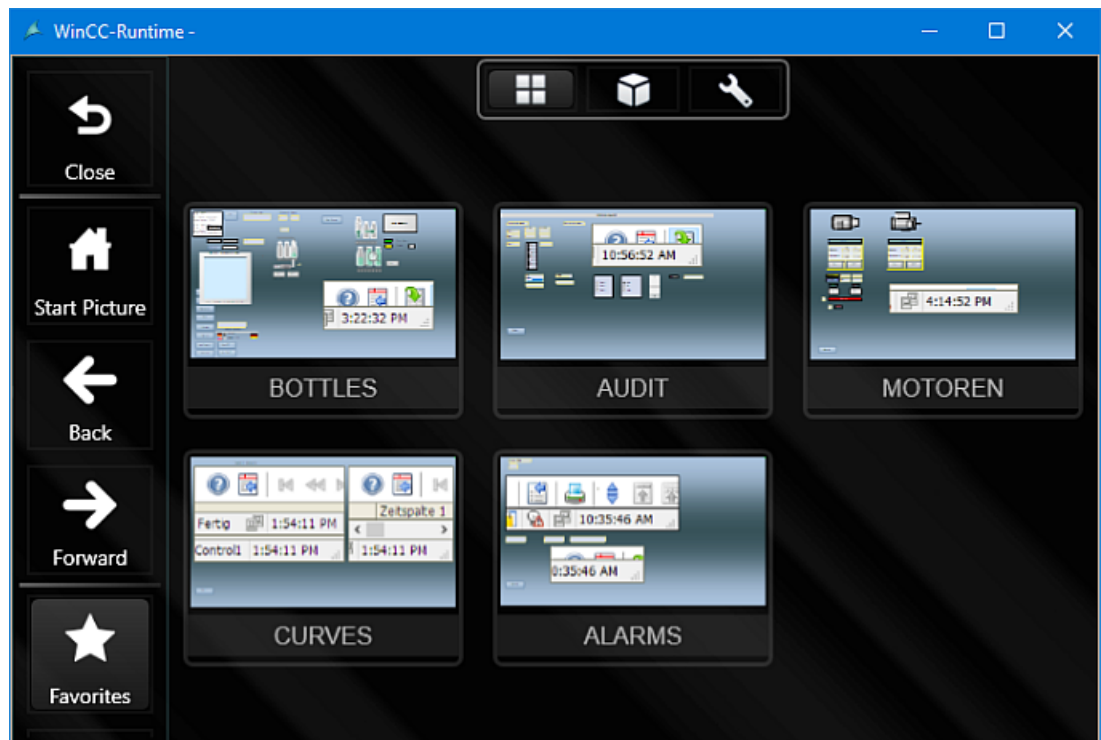 WinCC-Runtime -
Close
Start Picture
Back
Forward
Favorites
3:22:32 PM
BOTTLES
10:56:52 AM
AUDIT
4:14:52 PM
MOTOREN
Fertig 1:54:11 PM
Control1 1:54:11 PM
Zeitspalte 1
1:54:11 PM
CURVES
10:35:46 AM
0:35:46 AM
ALARMS